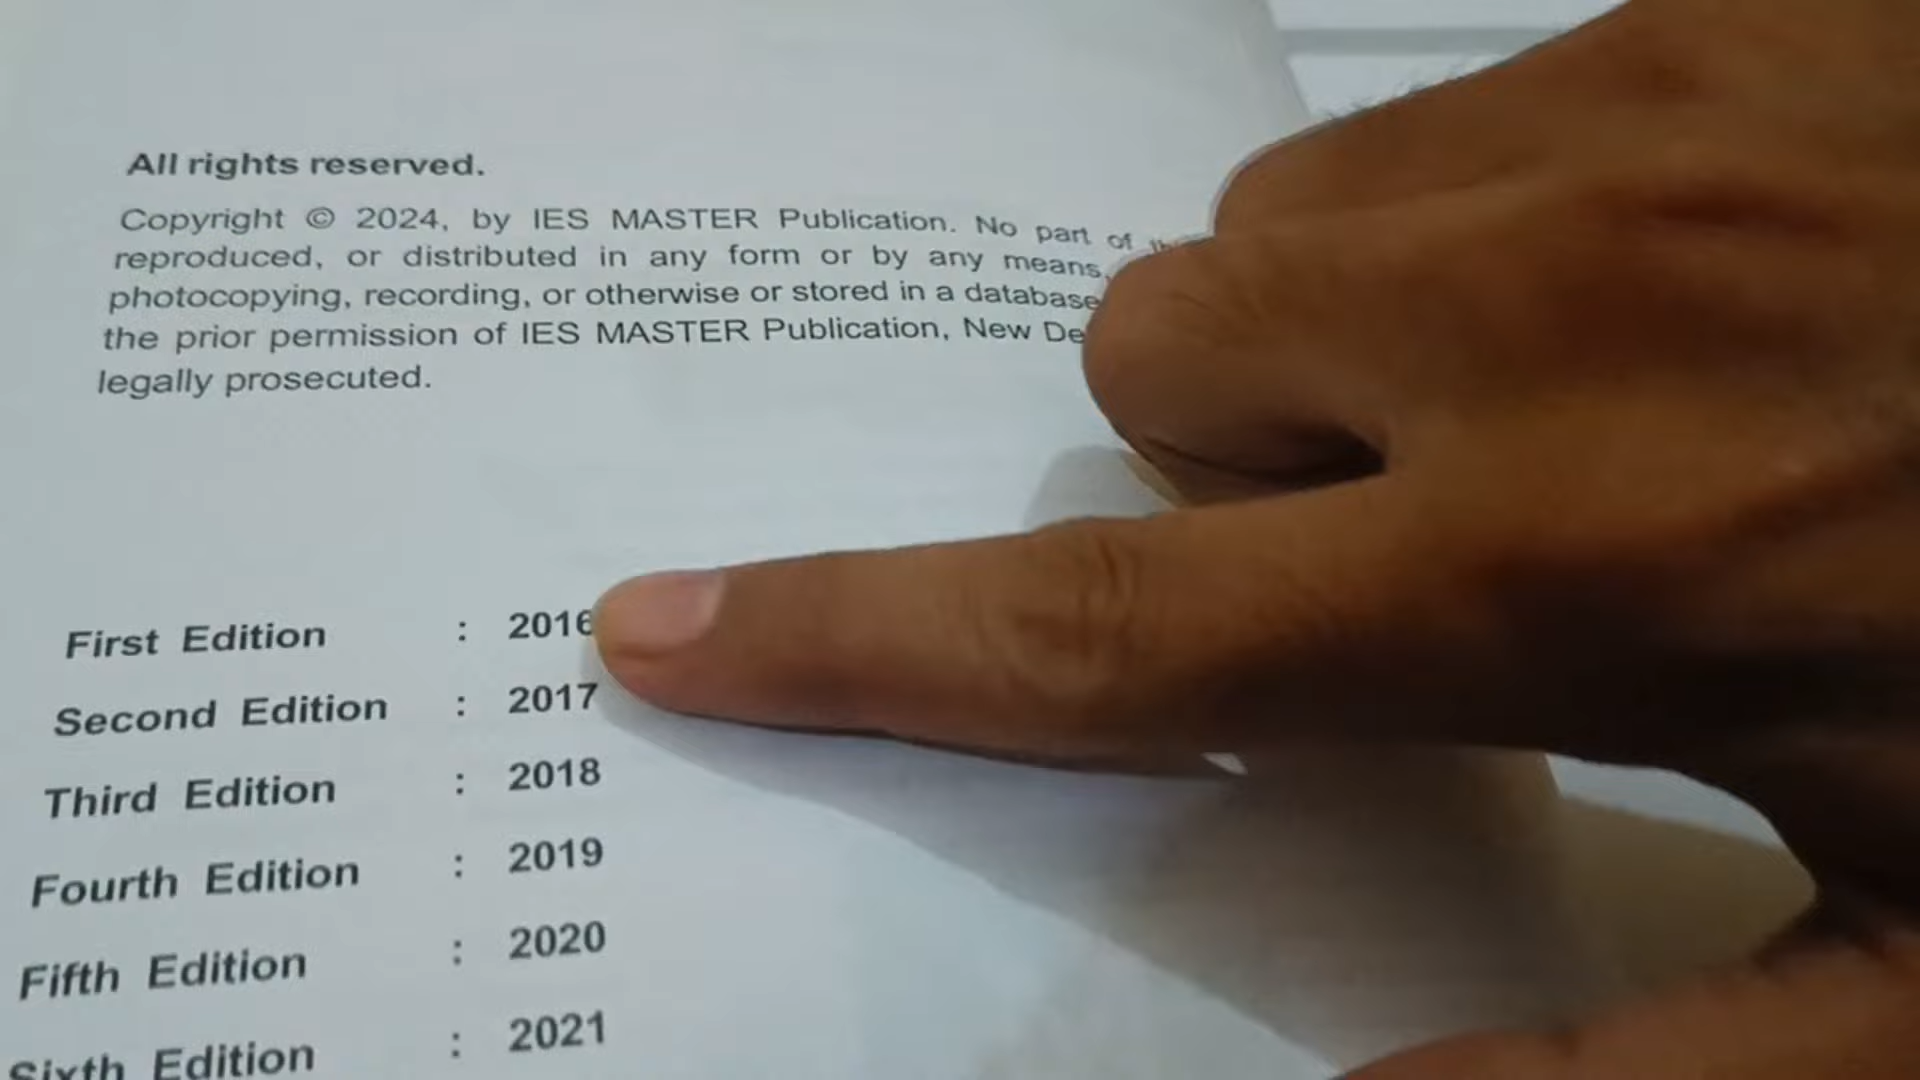 All rights reserved.
Copyright © 2024, by IES MASTER Publication. No part of
reproduced, or distributed in any form or by any means,
photocopying, recording, or otherwise or stored in a database
the prior permission of IES MASTER Publication, New De
legally prosecuted.
First Edition : 2016
Second Edition : 2017
Third Edition : 2018
Fourth Edition : 2019
Fifth Edition : 2020
Sixth Edition : 2021